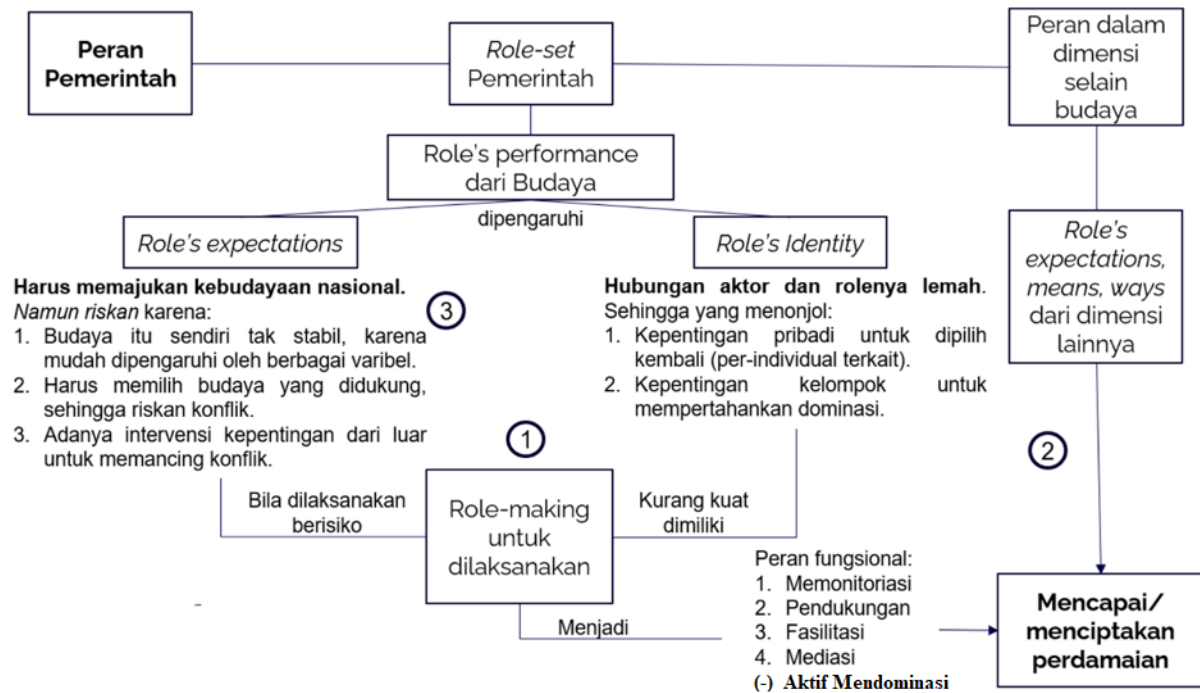 Peran
Pemerintah
Role-set
Pemerintah
Peran dalam
dimensi
selain
budaya
Role's performance
dari Budaya
dipengaruhi
Role's expectations
Role's Identity
Role's
expectations,
means, ways
dari dimensi
lainnya
Harus memajukan kebudayaan nasional.
Namun riskan karena:
1. Budaya itu sendiri tak stabil, karena
mudah dipengaruhi oleh berbagai varibel.
2. Harus memilih budaya yang didukung,
sehingga riskan konflik.
3. Adanya intervensi kepentingan dari luar
untuk memancing konflik.
3
Hubungan aktor dan rolenya lemah.
Sehingga yang menonjol:
1. Kepentingan pribadi untuk dipilih
kembali (per-individual terkait).
2. Kepentingan kelompok untuk
mempertahankan dominasi.
1
2
Bila dilaksanakan
berisiko
Role-making
untuk
dilaksanakan
Kurang kuat
dimiliki
Menjadi
Peran fungsional:
1. Memonitoriasi
2. Pendukungan
3. Fasilitasi
4. Mediasi
(-) Aktif Mendominasi
Mencapai/
menciptakan
perdamaian